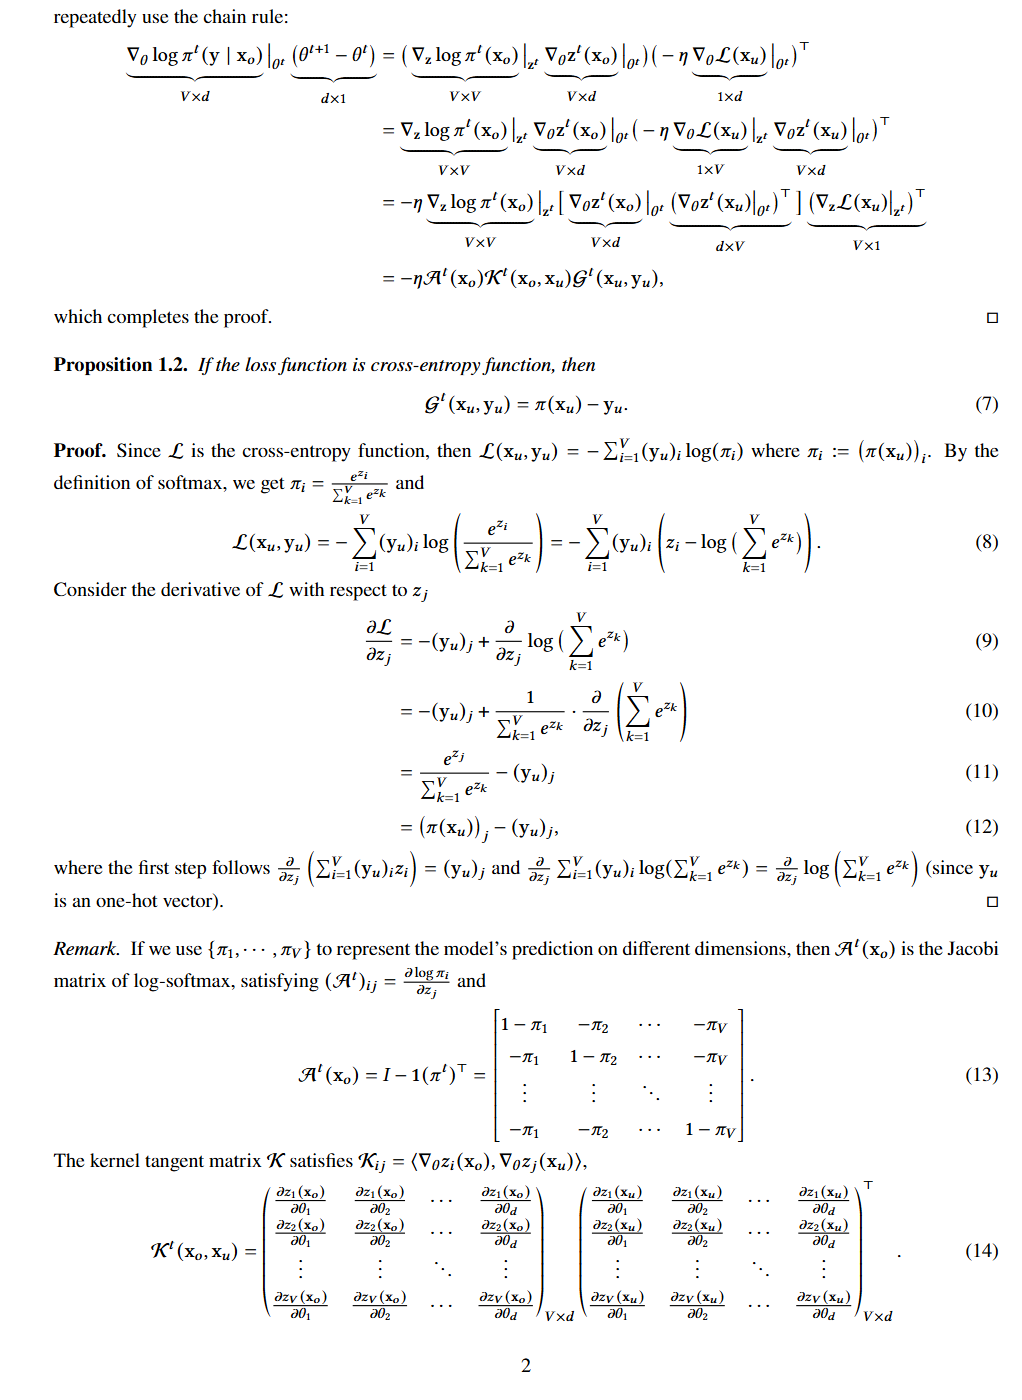 repeatedly use the chain rule:
$\underbrace{\nabla_\theta \log \pi^t(\mathbf{y} \mid \mathbf{x}_o)}_{V\times d}|_{\theta^t} \underbrace{(\theta^{t+1} - \theta^t)}_{d\times 1} = (\underbrace{\nabla_{\mathbf{z}} \log \pi^t(\mathbf{x}_o)|_{\mathbf{z}^t}}_{V\times V} \underbrace{\nabla_\theta \mathbf{z}^t(\mathbf{x}_o)}_{V\times d}|_{\theta^t})(-\eta \underbrace{\nabla_\theta \mathcal{L}(\mathbf{x}_u)}_{1\times d}|_{\theta^t})^\top$
$= \underbrace{\nabla_{\mathbf{z}} \log \pi^t(\mathbf{x}_o)}_{V\times V}|_{\mathbf{z}^t} \underbrace{\nabla_\theta \mathbf{z}^t(\mathbf{x}_o)}_{V\times d}|_{\theta^t}(-\eta \underbrace{\nabla_\theta \mathcal{L}(\mathbf{x}_u)}_{1\times V}|_{\mathbf{z}^t} \underbrace{\nabla_\theta \mathbf{z}^t(\mathbf{x}_u)}_{V\times d}|_{\theta^t})^\top$
$= -\eta \underbrace{\nabla_{\mathbf{z}} \log \pi^t(\mathbf{x}_o)}_{V\times V}|_{\mathbf{z}^t}[\underbrace{\nabla_\theta \mathbf{z}^t(\mathbf{x}_o)}_{V\times d}|_{\theta^t} \underbrace{(\nabla_\theta \mathbf{z}^t(\mathbf{x}_u)|_{\theta^t})^\top}_{d\times V}] \underbrace{(\nabla_{\mathbf{z}} \mathcal{L}(\mathbf{x}_u)|_{\mathbf{z}^t})^\top}_{V\times 1}$
$= -\eta \mathcal{A}^t(\mathbf{x}_o)\mathcal{K}^t(\mathbf{x}_o, \mathbf{x}_u)\mathcal{G}^t(\mathbf{x}_u, \mathbf{y}_u),$
which completes the proof. □
Proposition 1.2. If the loss function is cross-entropy function, then
$\mathcal{G}^t(\mathbf{x}_u, \mathbf{y}_u) = \pi(\mathbf{x}_u) - \mathbf{y}_u.$ (7)
Proof. Since $\mathcal{L}$ is the cross-entropy function, then $\mathcal{L}(\mathbf{x}_u, \mathbf{y}_u) = -\sum_{i=1}^V (\mathbf{y}_u)_i \log(\pi_i)$ where $\pi_i := (\pi(\mathbf{x}_u))_i$. By the
definition of softmax, we get $\pi_i = \frac{e^{z_i}}{\sum_{k=1}^V e^{z_k}}$ and
$\mathcal{L}(\mathbf{x}_u, \mathbf{y}_u) = -\sum_{i=1}^V (\mathbf{y}_u)_i \log\left(\frac{e^{z_i}}{\sum_{k=1}^V e^{z_k}}\right) = -\sum_{i=1}^V (\mathbf{y}_u)_i \left(z_i - \log\left(\sum_{k=1}^V e^{z_k}\right)\right).$ (8)
Consider the derivative of $\mathcal{L}$ with respect to $z_j$
$\frac{\partial \mathcal{L}}{\partial z_j} = -(\mathbf{y}_u)_j + \frac{\partial}{\partial z_j} \log\left(\sum_{k=1}^V e^{z_k}\right)$ (9)
$= -(\mathbf{y}_u)_j + \frac{1}{\sum_{k=1}^V e^{z_k}} \cdot \frac{\partial}{\partial z_j}\left(\sum_{k=1}^V e^{z_k}\right)$ (10)
$= \frac{e^{z_j}}{\sum_{k=1}^V e^{z_k}} - (\mathbf{y}_u)_j$ (11)
$= (\pi(\mathbf{x}_u))_j - (\mathbf{y}_u)_j,$ (12)
where the first step follows $\frac{\partial}{\partial z_j}\left(\sum_{i=1}^V (\mathbf{y}_u)_i z_i\right) = (\mathbf{y}_u)_j$ and $\frac{\partial}{\partial z_j} \sum_{i=1}^V (\mathbf{y}_u)_i \log(\sum_{k=1}^V e^{z_k}) = \frac{\partial}{\partial z_j} \log\left(\sum_{k=1}^V e^{z_k}\right)$ (since $\mathbf{y}_u$
is an one-hot vector). □
Remark. If we use $\{\pi_1, \cdots, \pi_V\}$ to represent the model's prediction on different dimensions, then $\mathcal{A}^t(\mathbf{x}_o)$ is the Jacobi
matrix of log-softmax, satisfying $(\mathcal{A}^t)_{ij} = \frac{\partial \log \pi_i}{\partial z_j}$ and
$\mathcal{A}^t(\mathbf{x}_o) = I - \mathbf{1}(\pi^t)^\top = \begin{bmatrix} 1-\pi_1 & -\pi_2 & \cdots & -\pi_V \\ -\pi_1 & 1-\pi_2 & \cdots & -\pi_V \\ \vdots & \vdots & \ddots & \vdots \\ -\pi_1 & -\pi_2 & \cdots & 1-\pi_V \end{bmatrix}.$ (13)
The kernel tangent matrix $\mathcal{K}$ satisfies $\mathcal{K}_{ij} = \langle \nabla_\theta z_i(\mathbf{x}_o), \nabla_\theta z_j(\mathbf{x}_u) \rangle,$
$\mathcal{K}^t(\mathbf{x}_o, \mathbf{x}_u) = \begin{pmatrix} \frac{\partial z_1(\mathbf{x}_o)}{\partial \theta_1} & \frac{\partial z_1(\mathbf{x}_o)}{\partial \theta_2} & \cdots & \frac{\partial z_1(\mathbf{x}_o)}{\partial \theta_d} \\ \frac{\partial z_2(\mathbf{x}_o)}{\partial \theta_1} & \frac{\partial z_2(\mathbf{x}_o)}{\partial \theta_2} & \cdots & \frac{\partial z_2(\mathbf{x}_o)}{\partial \theta_d} \\ \vdots & \vdots & \ddots & \vdots \\ \frac{\partial z_V(\mathbf{x}_o)}{\partial \theta_1} & \frac{\partial z_V(\mathbf{x}_o)}{\partial \theta_2} & \cdots & \frac{\partial z_V(\mathbf{x}_o)}{\partial \theta_d} \end{pmatrix}_{V\times d} \begin{pmatrix} \frac{\partial z_1(\mathbf{x}_u)}{\partial \theta_1} & \frac{\partial z_1(\mathbf{x}_u)}{\partial \theta_2} & \cdots & \frac{\partial z_1(\mathbf{x}_u)}{\partial \theta_d} \\ \frac{\partial z_2(\mathbf{x}_u)}{\partial \theta_1} & \frac{\partial z_2(\mathbf{x}_u)}{\partial \theta_2} & \cdots & \frac{\partial z_2(\mathbf{x}_u)}{\partial \theta_d} \\ \vdots & \vdots & \ddots & \vdots \\ \frac{\partial z_V(\mathbf{x}_u)}{\partial \theta_1} & \frac{\partial z_V(\mathbf{x}_u)}{\partial \theta_2} & \cdots & \frac{\partial z_V(\mathbf{x}_u)}{\partial \theta_d} \end{pmatrix}^\top_{V\times d}.$ (14)
2